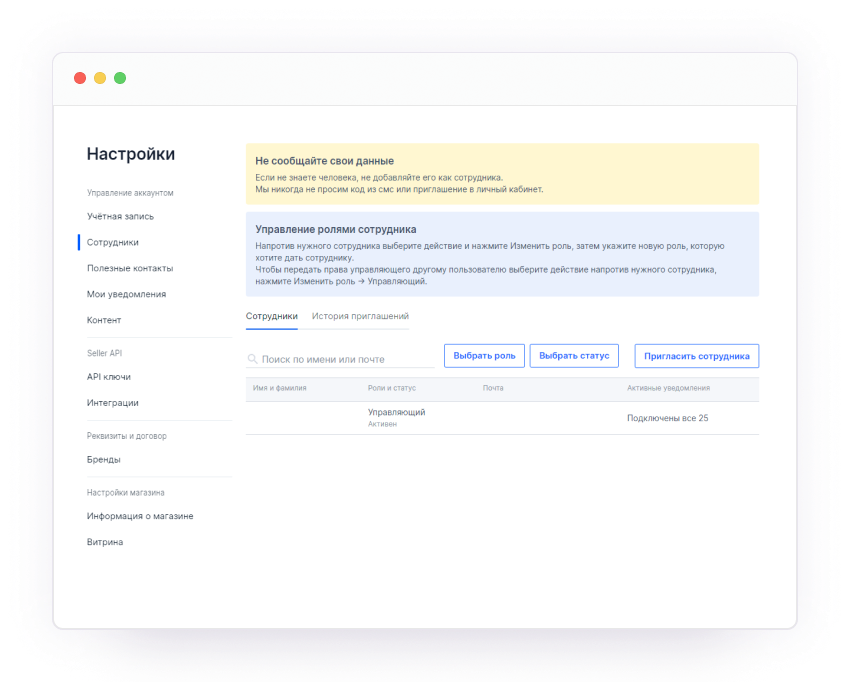 Настройки
Управление аккаунтом
Учётная запись
Сотрудники
Полезные контакты
Мои уведомления
Контент
Seller API
API ключи
Интеграции
Реквизиты и договор
Бренды
Настройки магазина
Информация о магазине
Витрина
Не сообщайте свои данные
Если не знаете человека, не добавляйте его как сотрудника.
Мы никогда не просим код из смс или приглашение в личный кабинет.
Управление ролями сотрудника
Напротив нужного сотрудника выберите действие и нажмите Изменить роль, затем укажите новую роль, которую
хотите дать сотруднику.
Чтобы передать права управляющего другому пользователю выберите действие напротив нужного сотрудника,
нажмите Изменить роль → Управляющий.
Сотрудники История приглашений
Поиск по имени или почте Выбрать роль Выбрать статус Пригласить сотрудника
Имя и фамилия Роли и статус Почта Активные уведомления
Управляющий
Активен
Подключены все 25